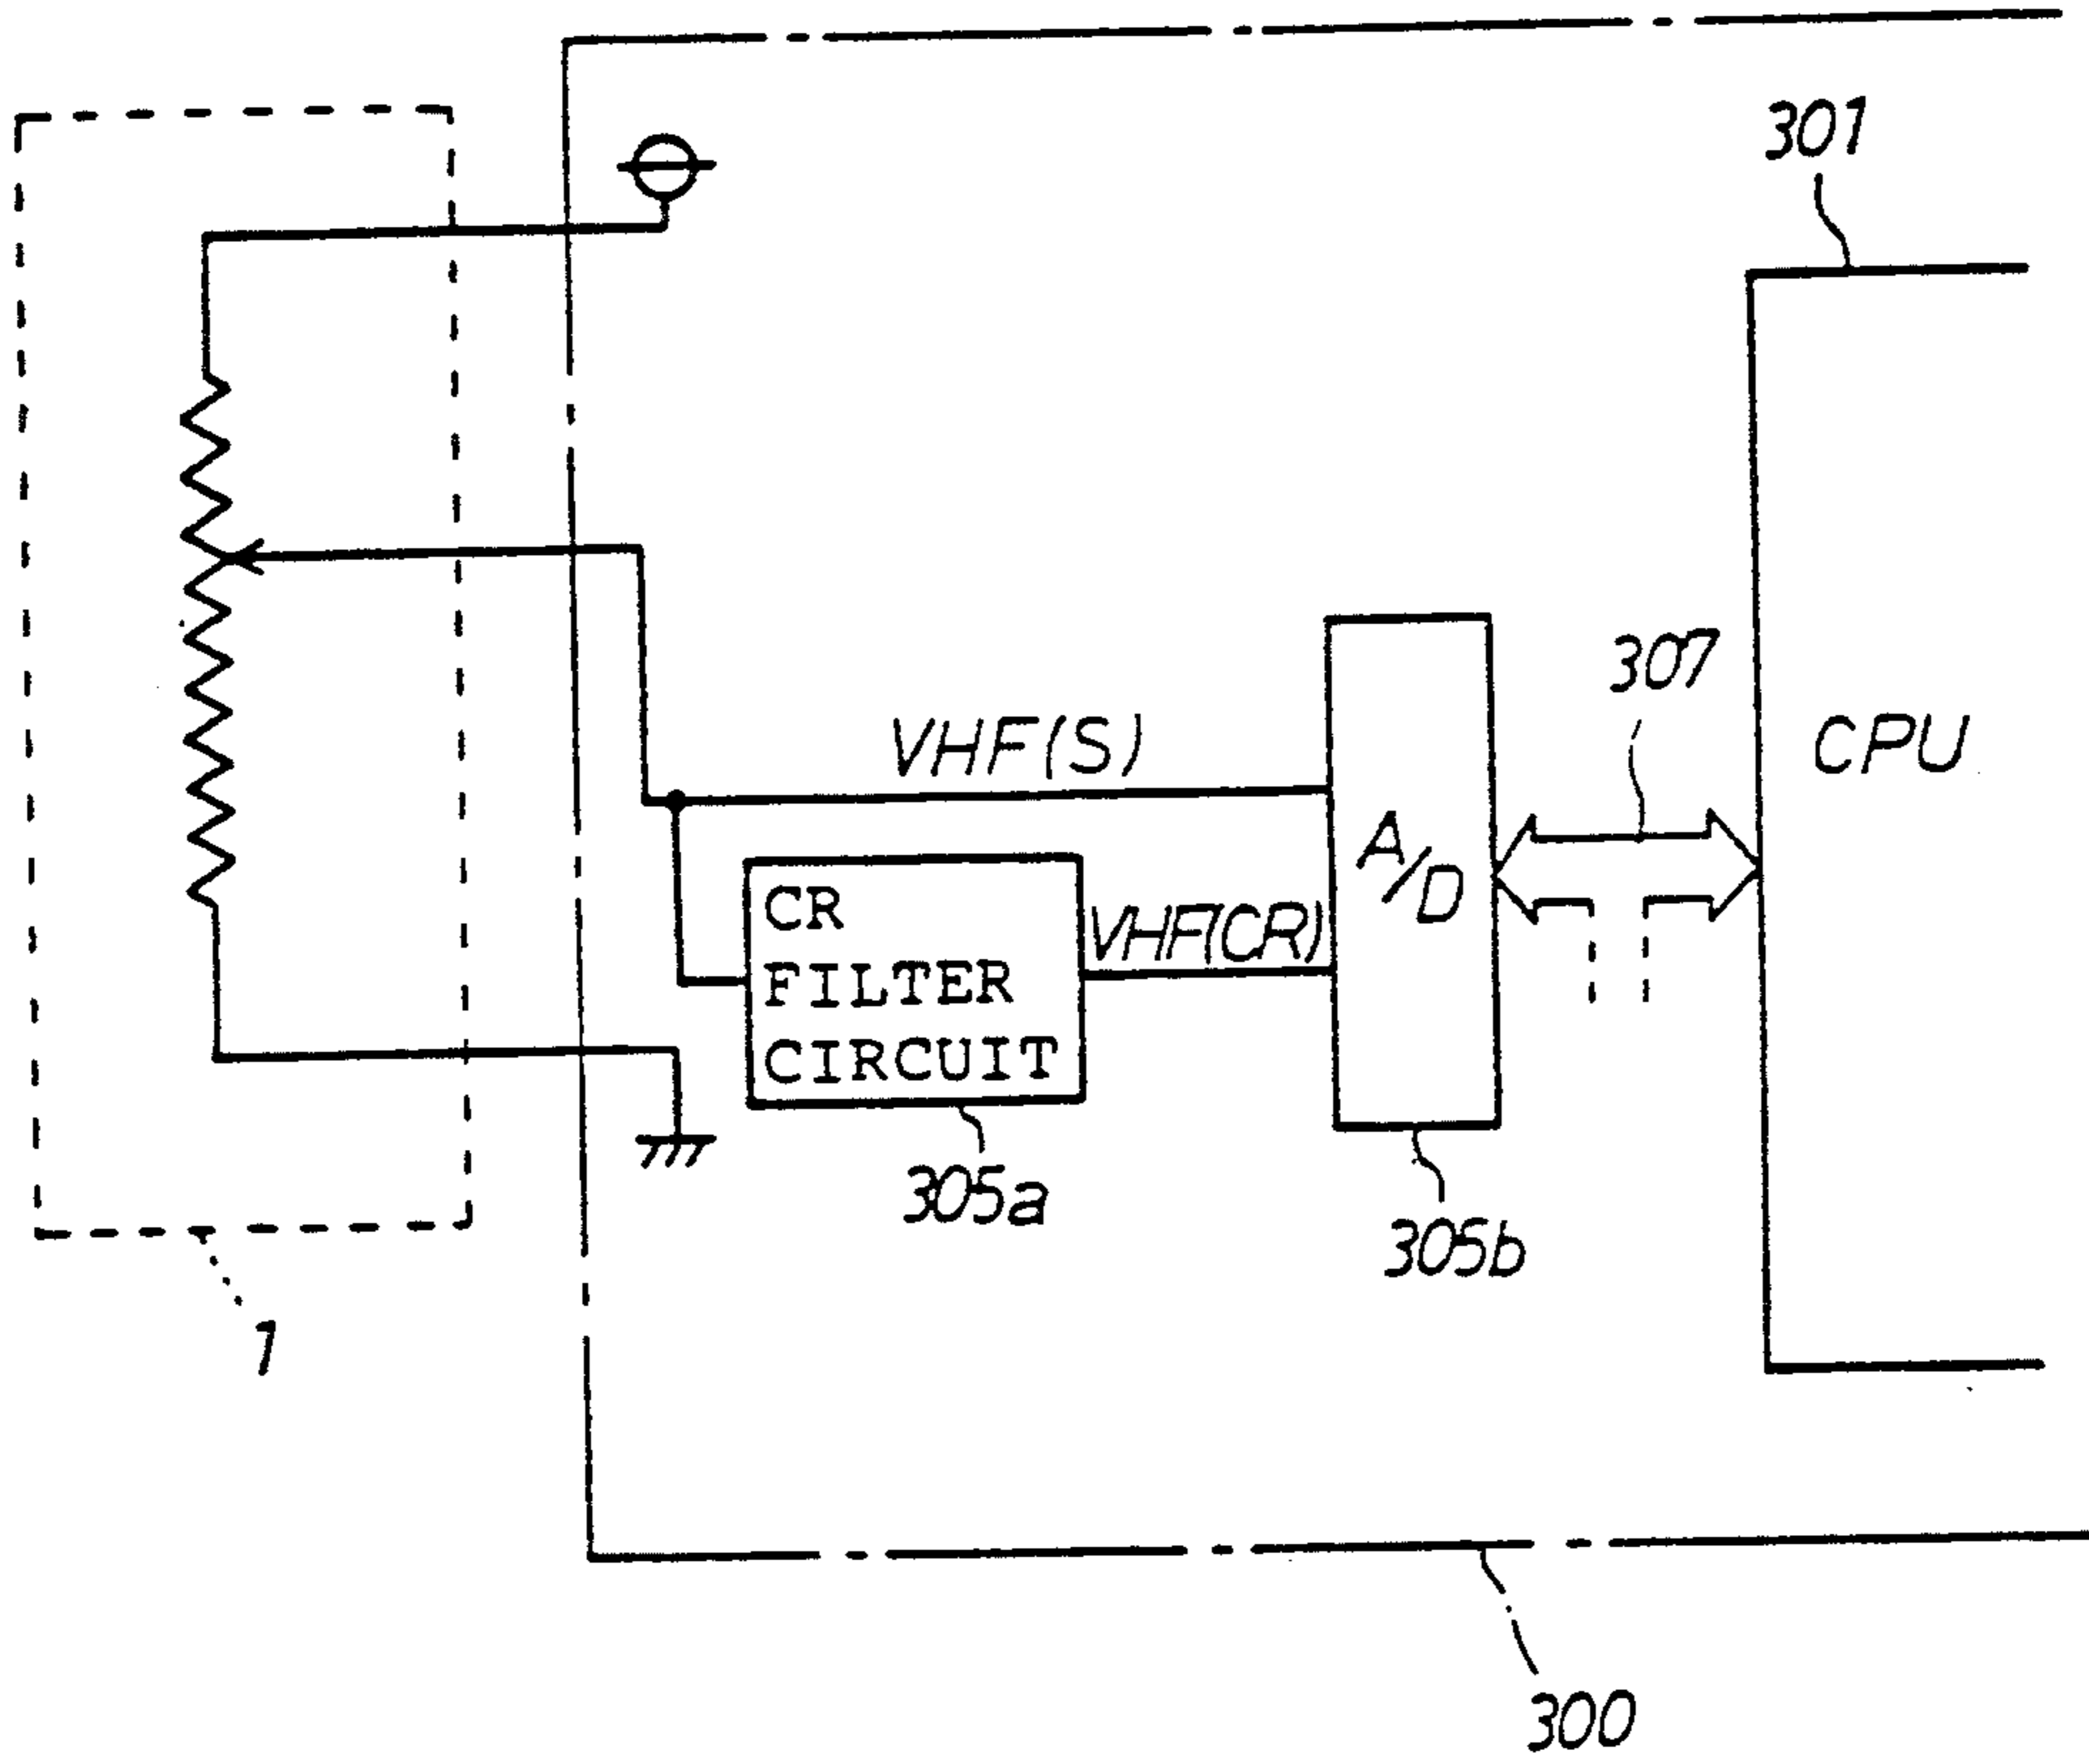 301
307
VHF(S)
CPU
A/D
CR
FILTER
CIRCUIT
VHF(CR)
305a
305b
1
300